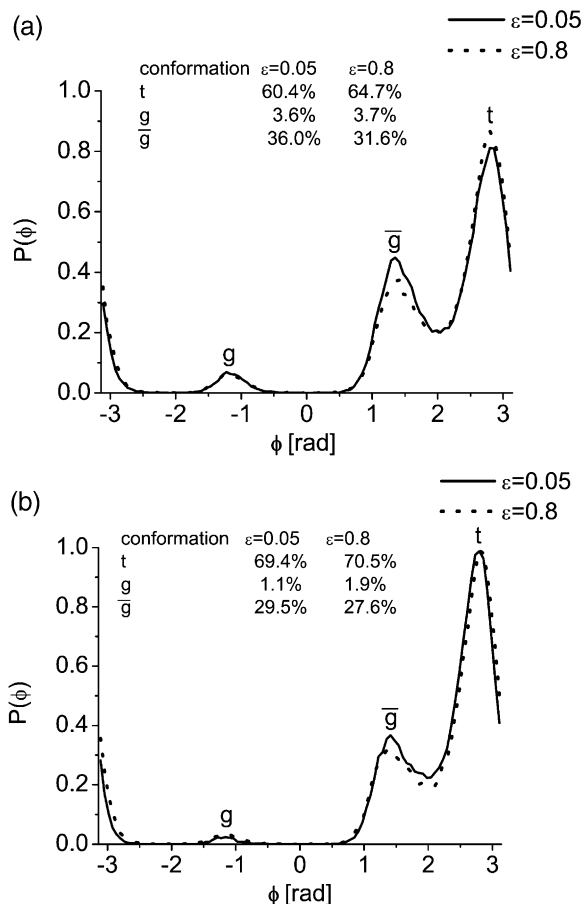 (a)
ε=0.05
ε=0.8
conformation ε=0.05 ε=0.8
t 60.4% 64.7%
g 3.6% 3.7%
g̅ 36.0% 31.6%
1.0
0.8
0.6
0.4
0.2
0.0
P(ϕ)
t
g̅
g
-3 -2 -1 0 1 2 3
ϕ [rad]
(b)
ε=0.05
ε=0.8
conformation ε=0.05 ε=0.8
t 69.4% 70.5%
g 1.1% 1.9%
g̅ 29.5% 27.6%
1.0
0.8
0.6
0.4
0.2
0.0
P(ϕ)
t
g̅
g
-3 -2 -1 0 1 2 3
ϕ [rad]